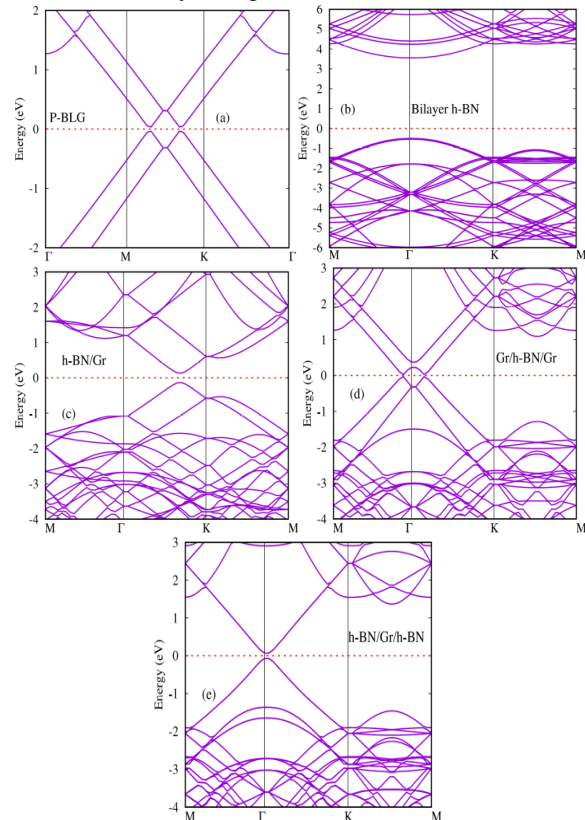 2
1
0
-1
-2
Energy (eV)
P-BLG
(a)
Γ
M
K
Γ
6
5
4
3
2
1
0
-1
-2
-3
-4
-5
-6
Energy (eV)
(b)
Bilayer h-BN
M
Γ
K
M
3
2
1
0
-1
-2
-3
-4
Energy (eV)
h-BN/Gr
(c)
M
Γ
K
M
3
2
1
0
-1
-2
-3
-4
Energy (eV)
Gr/h-BN/Gr
(d)
M
Γ
K
M
3
2
1
0
-1
-2
-3
-4
Energy (eV)
h-BN/Gr/h-BN
(e)
M
Γ
K
M